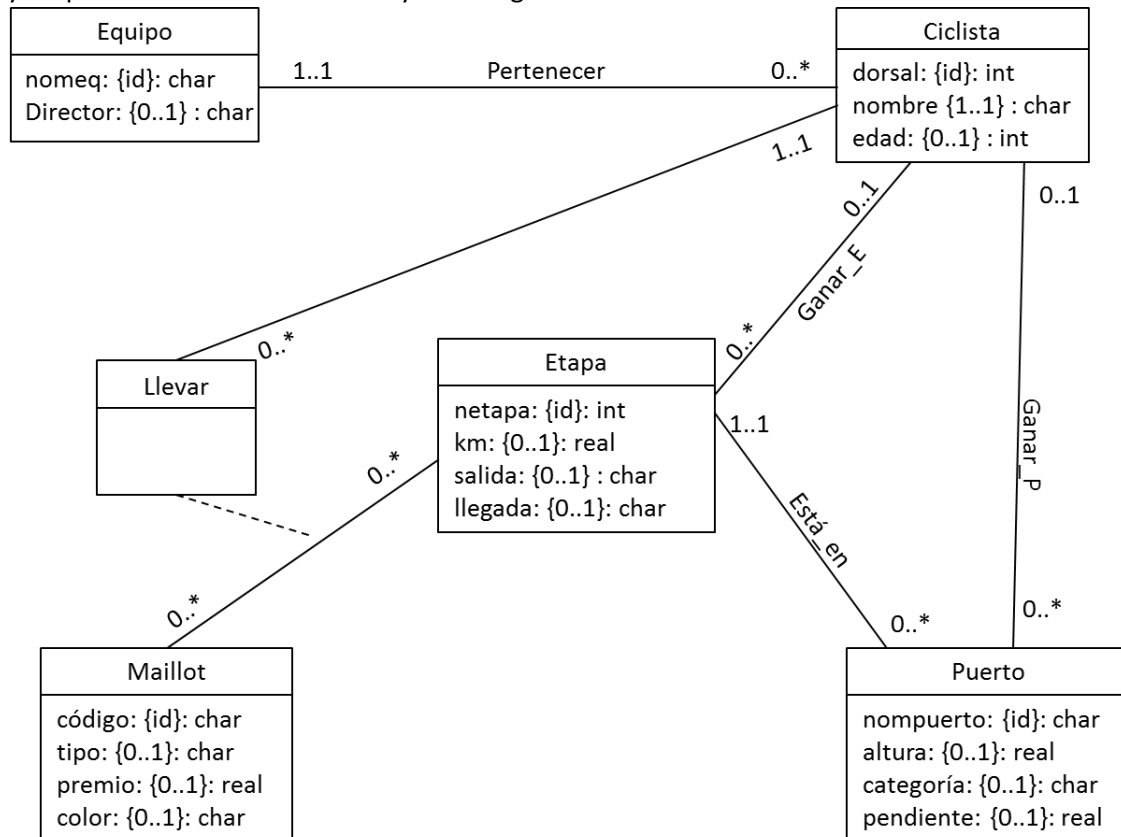 Equipo
nomeq: {id}: char
Director: {0..1} : char
1..1
Pertenecer
0..*
Ciclista
dorsal: {id}: int
nombre {1..1} : char
edad: {0..1} : int
1..1
0..1
0..1
Ganar_E
0..*
Llevar
0..*
Etapa
netapa: {id}: int
km: {0..1}: real
salida: {0..1} : char
llegada: {0..1}: char
1..1
Ganar_P
0..*
Está_en
0..*
0..*
0..*
Maillot
código: {id}: char
tipo: {0..1}: char
premio: {0..1}: real
color: {0..1}: char
Puerto
nompuerto: {id}: char
altura: {0..1}: real
categoría: {0..1}: char
pendiente: {0..1}: real